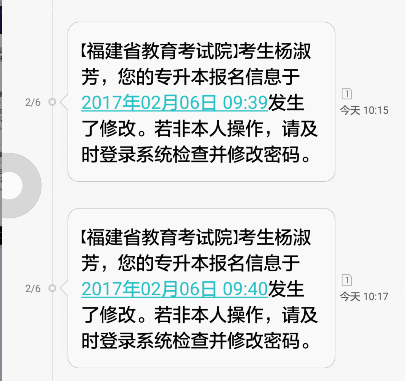 【福建省教育考试院】考生杨淑
芳，您的专升本报名信息于
2017年02月06日 09:39发生
了修改。若非本人操作，请及
时登录系统检查并修改密码。
2/6
1
今天 10:15
【福建省教育考试院】考生杨淑
芳，您的专升本报名信息于
2017年02月06日 09:40发生
了修改。若非本人操作，请及
时登录系统检查并修改密码。
2/6
1
今天 10:17